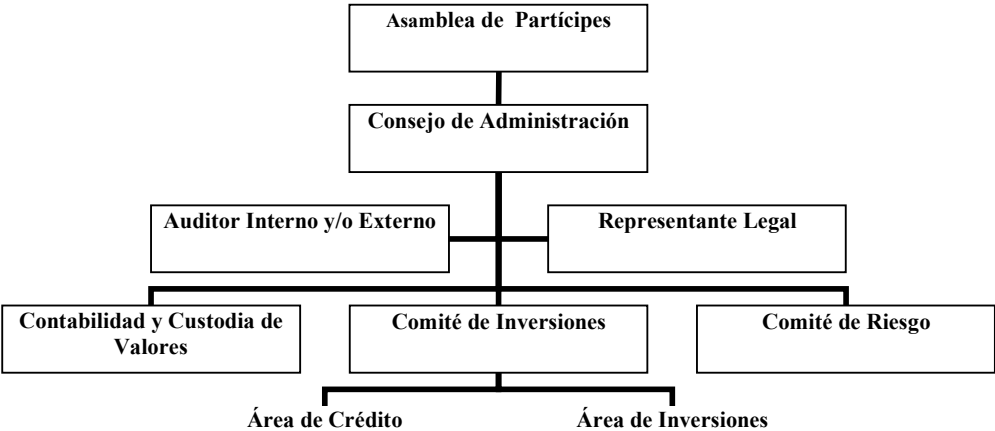 Asamblea de Partícipes
Consejo de Administración
Auditor Interno y/o Externo
Representante Legal
Contabilidad y Custodia de
Valores
Comité de Inversiones
Comité de Riesgo
Área de Crédito
Área de Inversiones